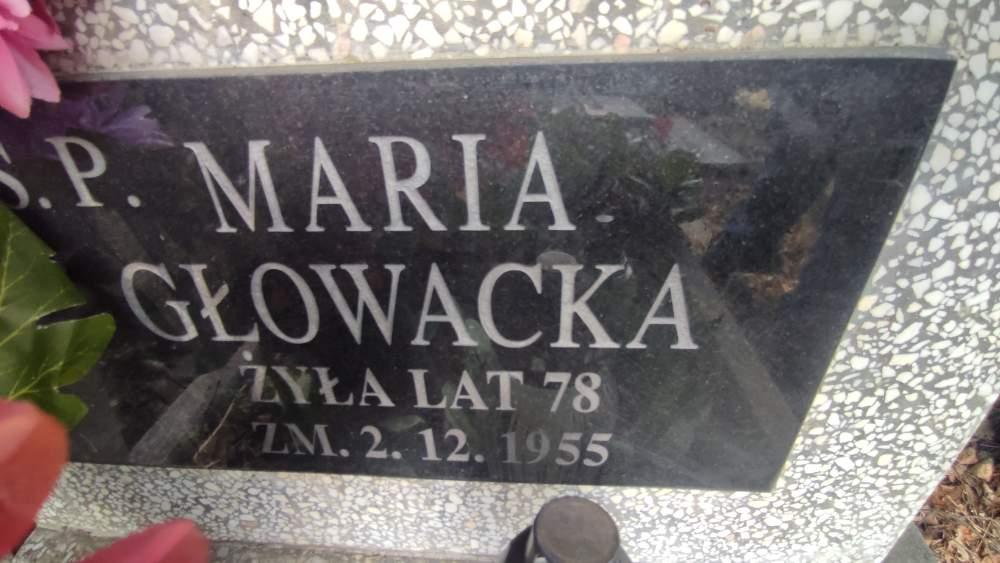 Ś.P. MARIA
GŁOWACKA
ŻYŁA LAT 78
ZM. 2. 12. 1955